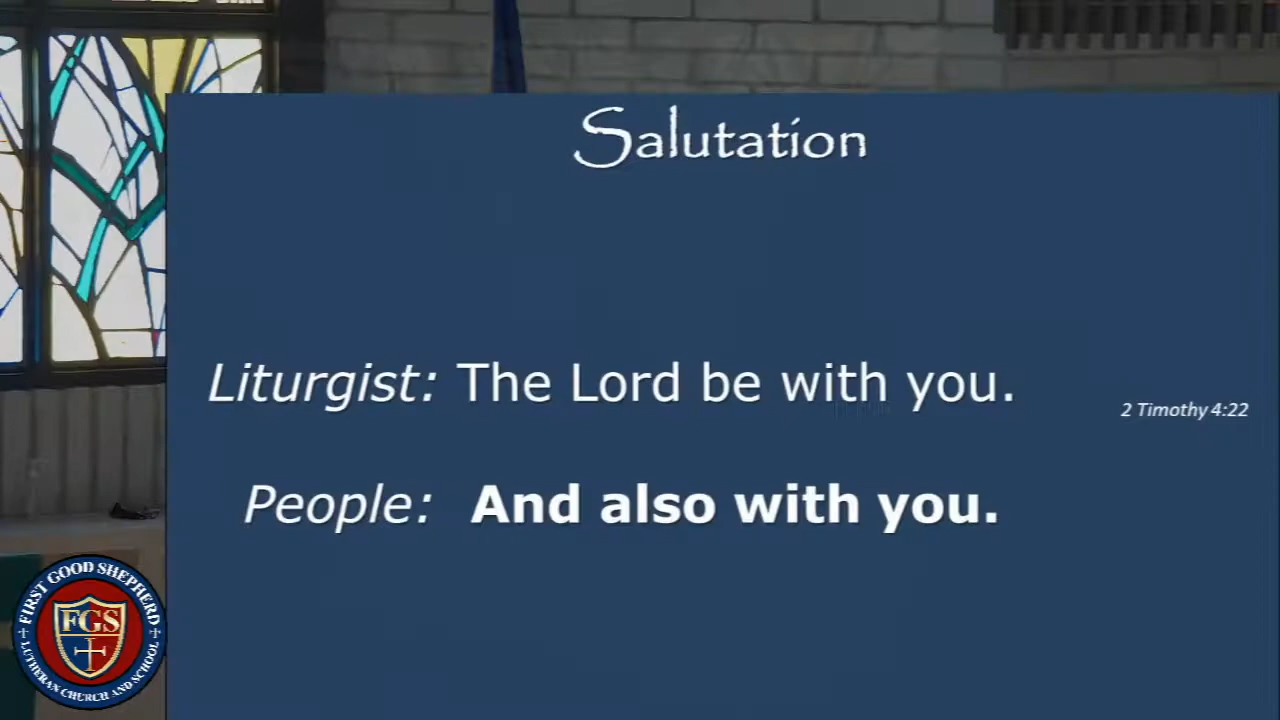 Salutation
Liturgist: The Lord be with you.
2 Timothy 4:22
People: And also with you.
FIRST GOOD SHEPHERD
FGS
LUTHERAN CHURCH AND SCHOOL